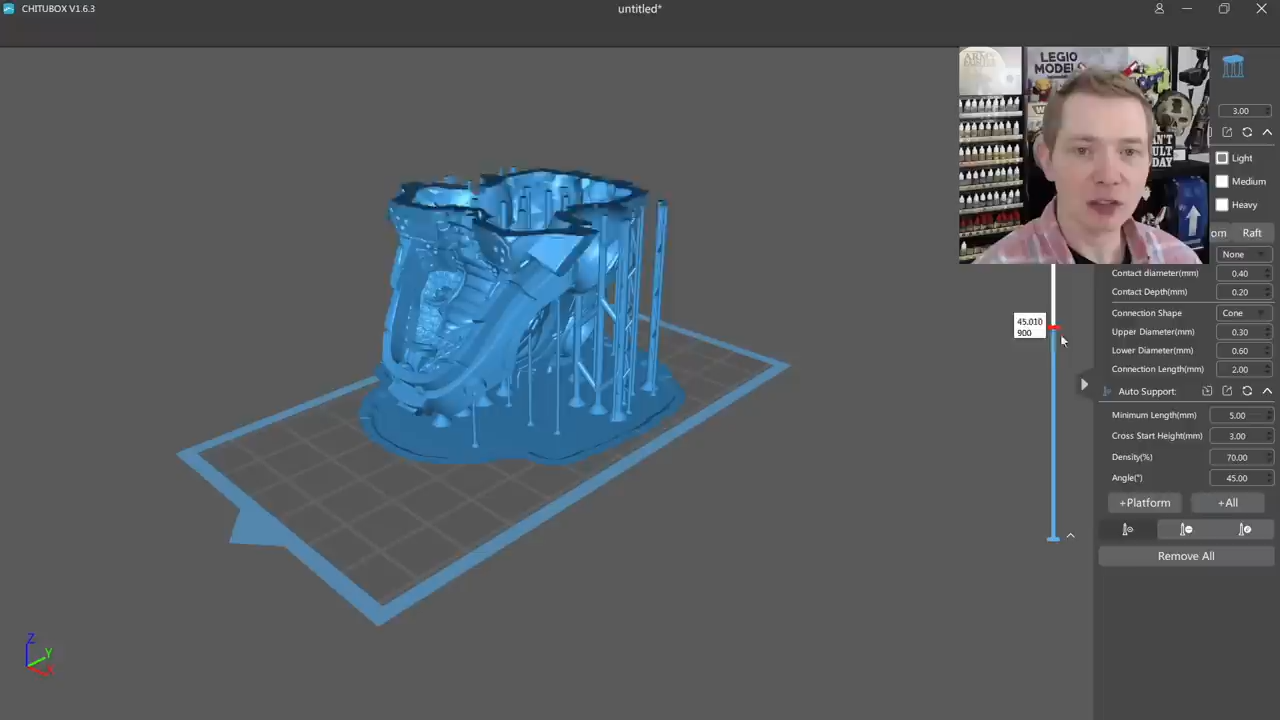 CHITUBOX V1.6.3
untitled*
ARMY
PAINTER
LEGIO
MODEL
3.00
Light
Medium
Heavy
om
Raft
None
Contact diameter(mm)
0.40
Contact Depth(mm)
0.20
Connection Shape
Cone
Upper Diameter(mm)
0.30
Lower Diameter(mm)
0.60
Connection Length(mm)
2.00
45.010
900
Auto Support:
Minimum Length(mm)
5.00
Cross Start Height(mm)
3.00
Density(%)
70.00
Angle(°)
45.00
+Platform
+All
Remove All
Z
Y
X